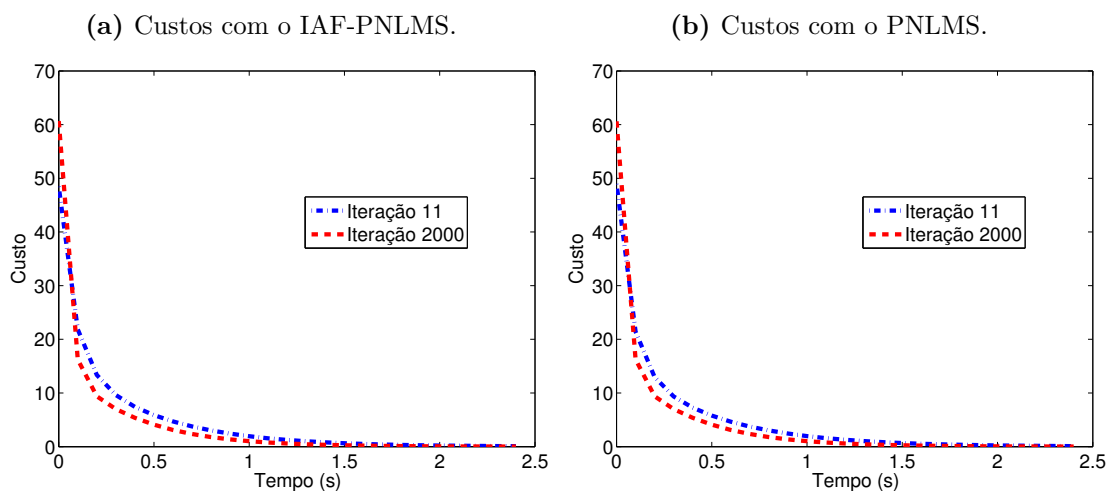 (a) Custos com o IAF-PNLMS.
70
60
50
40
30
20
10
0
Custo
Iteração 11
Iteração 2000
0
0.5
1
1.5
2
2.5
Tempo (s)
(b) Custos com o PNLMS.
70
60
50
40
30
20
10
0
Custo
Iteração 11
Iteração 2000
0
0.5
1
1.5
2
2.5
Tempo (s)